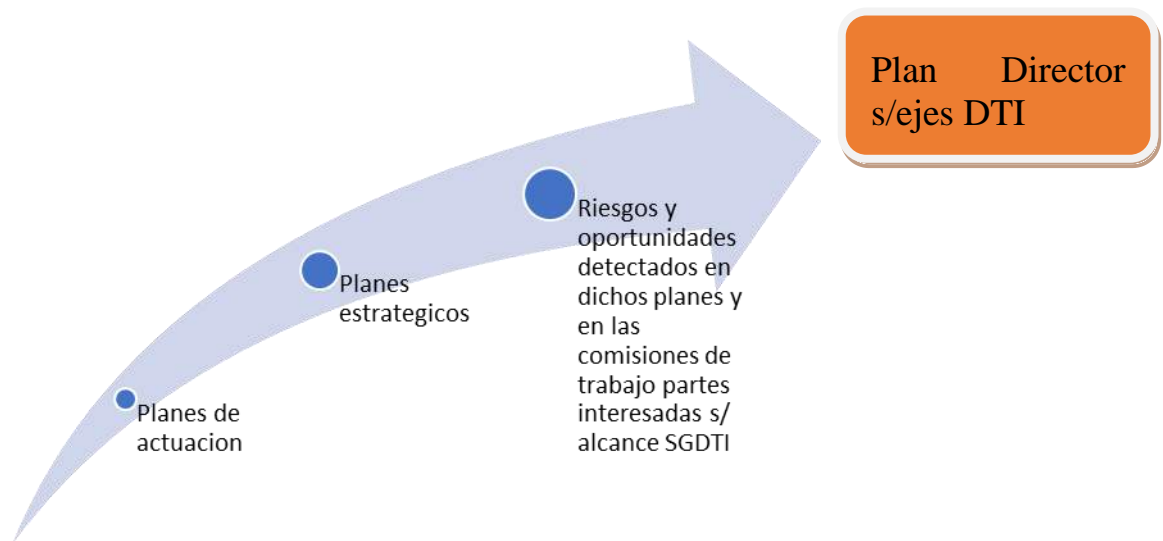 Plan Director
s/ejes DTI
Riesgos y
oportunidades
detectados en
dichos planes y
en las
comisiones de
trabajo partes
interesadas s/
alcance SGDTI
Planes
estrategicos
Planes de
actuacion